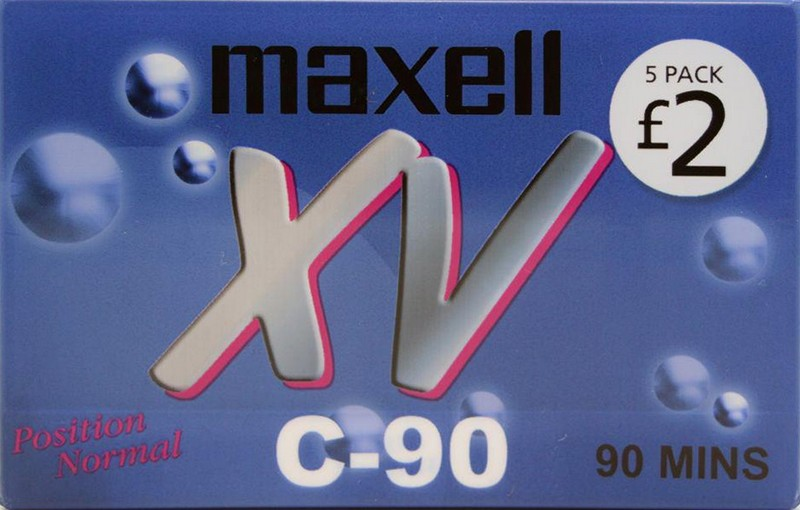 maxell
5 PACK
£2
XV
Position
Normal
C-90
90 MINS